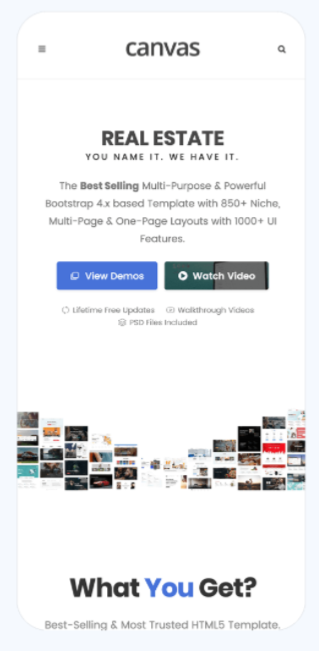 canvas
REAL ESTATE
YOU NAME IT. WE HAVE IT.
The Best Selling Multi-Purpose & Powerful
Bootstrap 4.x based Template with 850+ Niche,
Multi-Page & One-Page Layouts with 1000+ UI
Features.
View Demos Watch Video
Lifetime Free Updates Walkthrough Videos
PSD Files Included
What You Get?
Best-Selling & Most Trusted HTML5 Template.